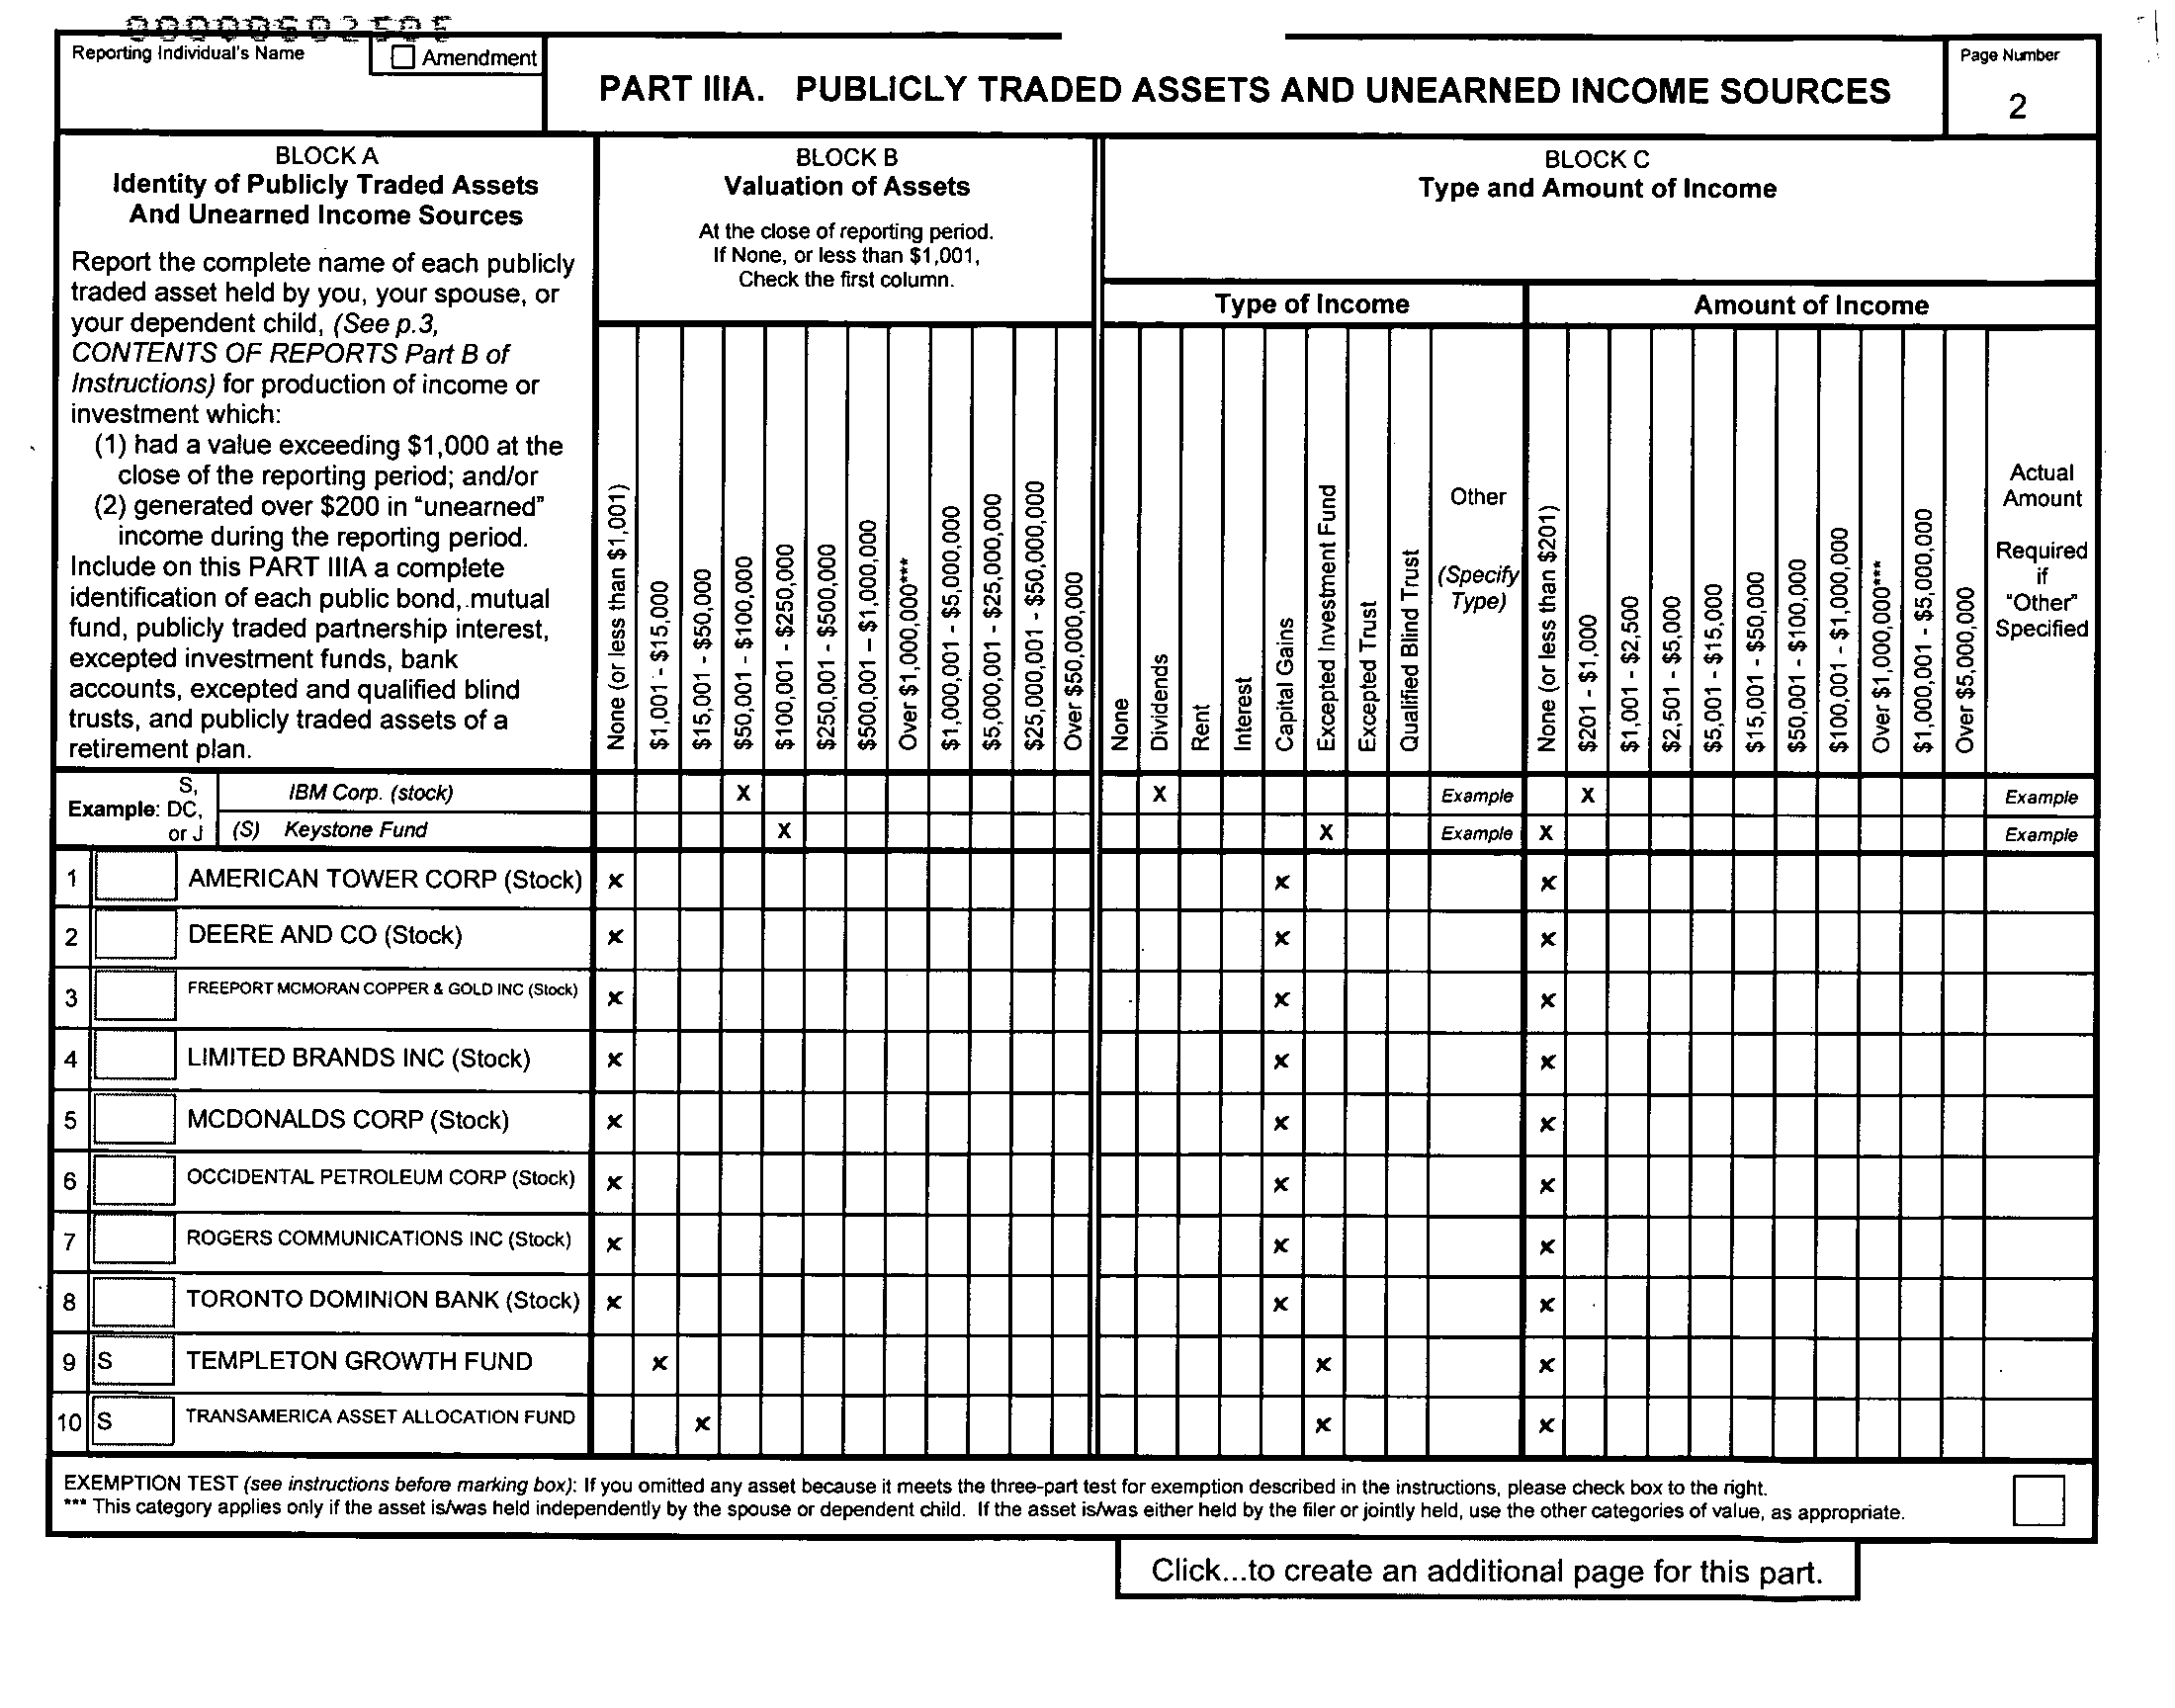 00000602505
Reporting Individual's Name
Amendment
PART IIIA. PUBLICLY TRADED ASSETS AND UNEARNED INCOME SOURCES
Page Number
2
BLOCK A
Identity of Publicly Traded Assets
And Unearned Income Sources
Report the complete name of each publicly
traded asset held by you, your spouse, or
your dependent child, (See p.3,
CONTENTS OF REPORTS Part B of
Instructions) for production of income or
investment which:
(1) had a value exceeding $1,000 at the
close of the reporting period; and/or
(2) generated over $200 in "unearned"
income during the reporting period.
Include on this PART IIIA a complete
identification of each public bond, mutual
fund, publicly traded partnership interest,
excepted investment funds, bank
accounts, excepted and qualified blind
trusts, and publicly traded assets of a
retirement plan.
BLOCK B
Valuation of Assets
At the close of reporting period.
If None, or less than $1,001,
Check the first column.
None (or less than $1,001)
$1,001 - $15,000
$15,001 - $50,000
$50,001 - $100,000
$100,001 - $250,000
$250,001 - $500,000
$500,001 - $1,000,000
Over $1,000,000***
$1,000,001 - $5,000,000
$5,000,001 - $25,000,000
$25,000,001 - $50,000,000
Over $50,000,000
BLOCK C
Type and Amount of Income
Type of Income
None
Dividends
Rent
Interest
Capital Gains
Excepted Investment Fund
Excepted Trust
Qualified Blind Trust
Other
(Specify
Type)
Amount of Income
None (or less than $201)
$201 - $1,000
$1,001 - $2,500
$2,501 - $5,000
$5,001 - $15,000
$15,001 - $50,000
$50,001 - $100,000
$100,001 - $1,000,000
Over $1,000,000***
$1,000,001 - $5,000,000
Over $5,000,000
Actual
Amount
Required
if
"Other"
Specified
Example: S, DC, or J
IBM Corp. (stock) X X Example X Example
(S) Keystone Fund X X Example X Example
1 AMERICAN TOWER CORP (Stock) x x x
2 DEERE AND CO (Stock) x x x
3 FREEPORT MCMORAN COPPER & GOLD INC (Stock) x x x
4 LIMITED BRANDS INC (Stock) x x x
5 MCDONALDS CORP (Stock) x x x
6 OCCIDENTAL PETROLEUM CORP (Stock) x x x
7 ROGERS COMMUNICATIONS INC (Stock) x x x
8 TORONTO DOMINION BANK (Stock) x x x
9 S TEMPLETON GROWTH FUND x x x
10 S TRANSAMERICA ASSET ALLOCATION FUND x x x
EXEMPTION TEST (see instructions before marking box): If you omitted any asset because it meets the three-part test for exemption described in the instructions, please check box to the right.
*** This category applies only if the asset is/was held independently by the spouse or dependent child. If the asset is/was either held by the filer or jointly held, use the other categories of value, as appropriate.
Click...to create an additional page for this part.